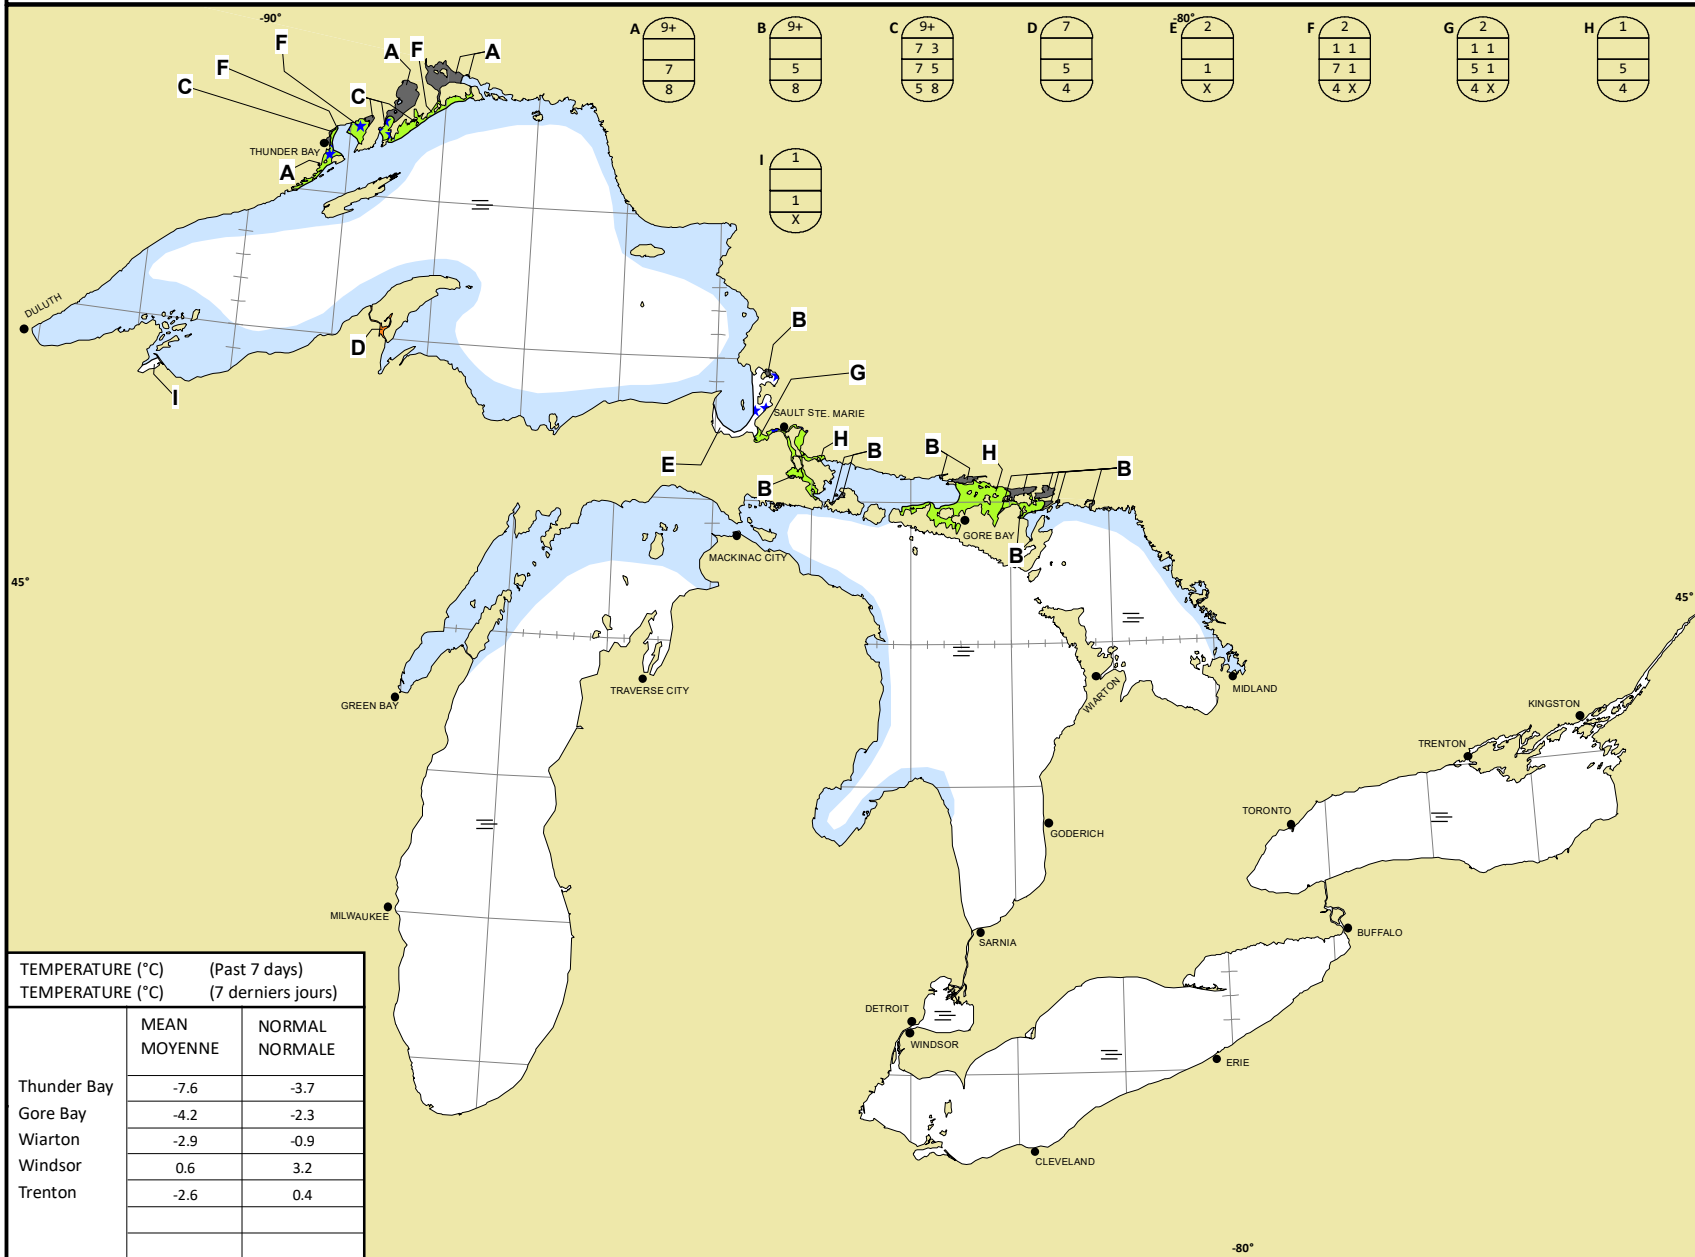 -90°
-80°
A
9+
7
8
B
9+
5
8
C
9+
7 3
7 5
5 8
D
7
5
4
E
2
1
X
F
2
1 1
7 1
4 X
G
2
1 1
5 1
4 X
H
1
5
4
I
1
1
X
F
A
F
A
F
C
C
THUNDER BAY
A
DULUTH
D
I
B
G
SAULT STE. MARIE
E
H
B
B
H
B
B
GORE BAY
B
MACKINAC CITY
45°
45°
TRAVERSE CITY
GREEN BAY
WIARTON
MIDLAND
KINGSTON
TRENTON
TORONTO
GODERICH
MILWAUKEE
SARNIA
BUFFALO
DETROIT
WINDSOR
ERIE
CLEVELAND
-80°
TEMPERATURE (°C) (Past 7 days)
TEMPERATURE (°C) (7 derniers jours)
MEAN NORMAL
MOYENNE NORMALE
Thunder Bay -7.6 -3.7
Gore Bay -4.2 -2.3
Wiarton -2.9 -0.9
Windsor 0.6 3.2
Trenton -2.6 0.4